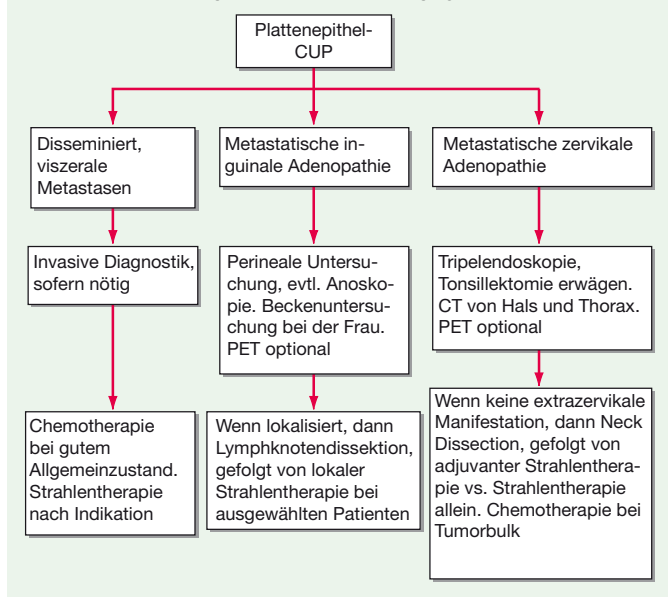 Plattenepithel-
CUP
Disseminiert,
viszerale
Metastasen
Metastatische in-
guinale Adenopathie
Metastatische zervikale
Adenopathie
Invasive Diagnostik,
sofern nötig
Perineale Untersu-
chung, evtl. Anosko-
pie. Beckenuntersu-
chung bei der Frau.
PET optional
Tripelendoskopie,
Tonsillektomie erwägen.
CT von Hals und Thorax.
PET optional
Chemotherapie
bei gutem
Allgemeinzustand.
Strahlentherapie
nach Indikation
Wenn lokalisiert, dann
Lymphknotendissektion,
gefolgt von lokaler
Strahlentherapie bei
ausgewählten Patienten
Wenn keine extrazervikale
Manifestation, dann Neck
Dissection, gefolgt von
adjuvanter Strahlenthera-
pie vs. Strahlentherapie
allein. Chemotherapie bei
Tumorbulk